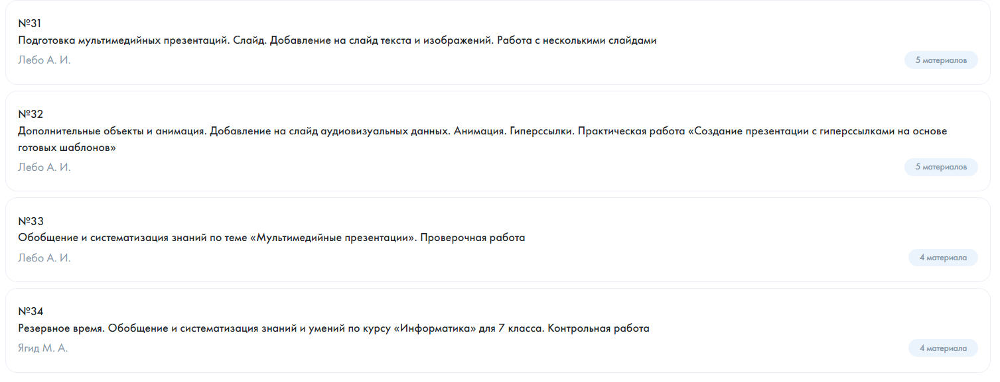 №31
Подготовка мультимедийных презентаций. Слайд. Добавление на слайд текста и изображений. Работа с несколькими слайдами
Лебо А. И.
5 материалов
№32
Дополнительные объекты и анимация. Добавление на слайд аудиовизуальных данных. Анимация. Гиперссылки. Практическая работа «Создание презентации с гиперссылками на основе
готовых шаблонов»
Лебо А. И.
5 материалов
№33
Обобщение и систематизация знаний по теме «Мультимедийные презентации». Проверочная работа
Лебо А. И.
4 материала
№34
Резервное время. Обобщение и систематизация знаний и умений по курсу «Информатика» для 7 класса. Контрольная работа
Ягид М. А.
4 материала